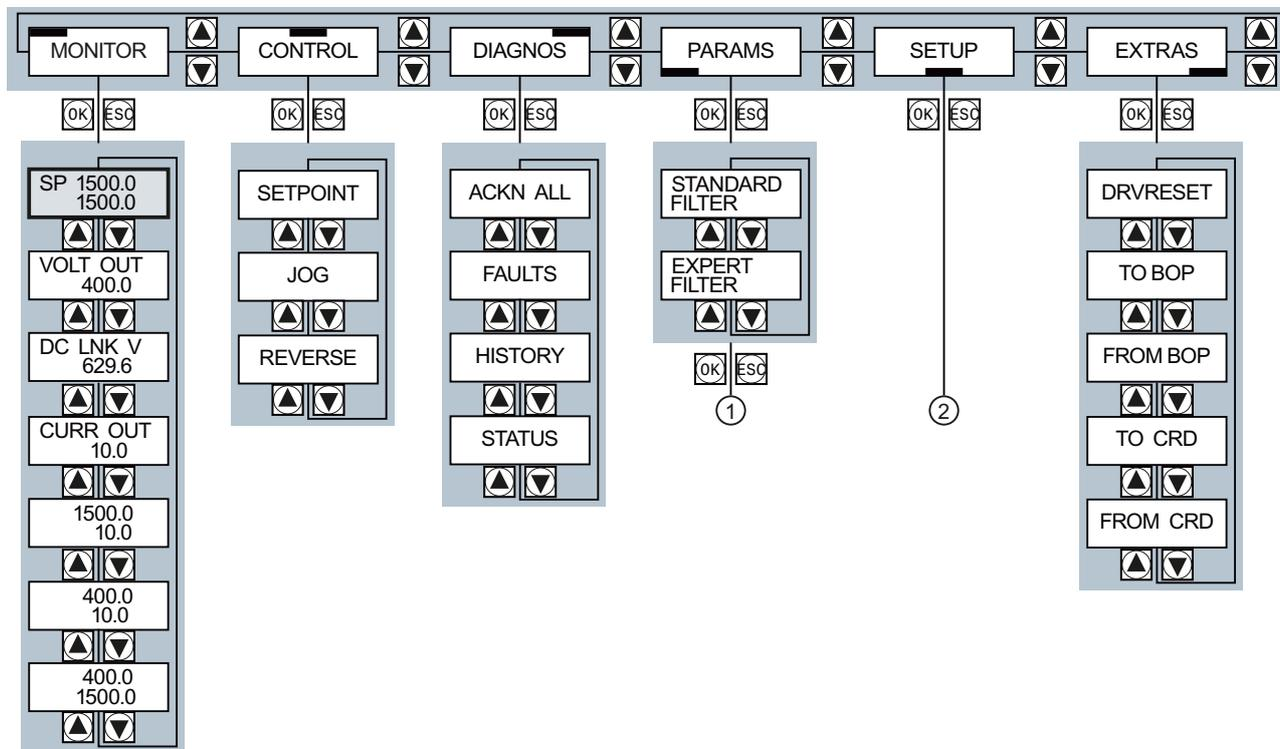 MONITOR
CONTROL
DIAGNOS
PARAMS
SETUP
EXTRAS
OK ESC
OK ESC
OK ESC
OK ESC
OK ESC
OK ESC
SP 1500.0
1500.0
VOLT OUT
400.0
DC LNK V
629.6
CURR OUT
10.0
1500.0
10.0
400.0
10.0
400.0
1500.0
SETPOINT
JOG
REVERSE
ACKN ALL
FAULTS
HISTORY
STATUS
STANDARD
FILTER
EXPERT
FILTER
OK ESC
1
2
DRVRESET
TO BOP
FROM BOP
TO CRD
FROM CRD